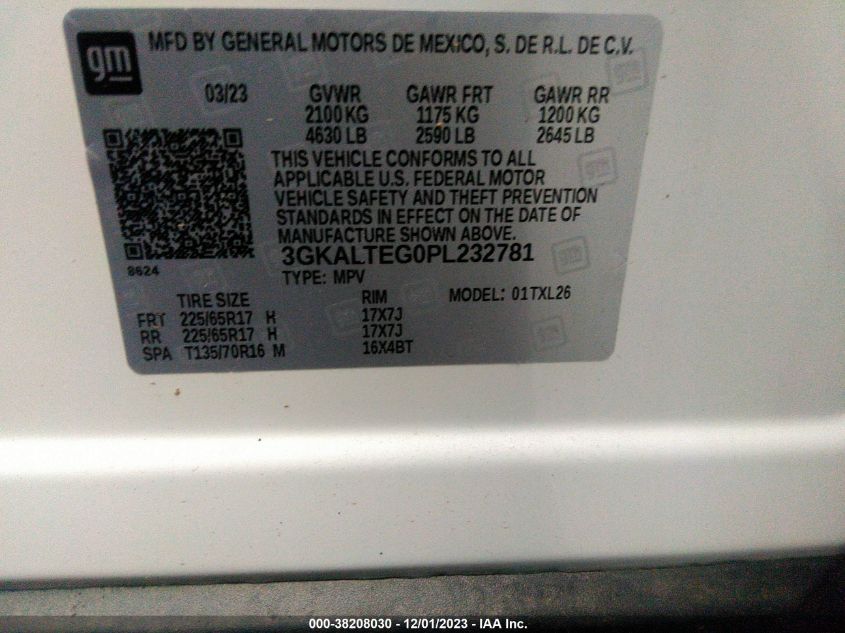 gm
MFD BY GENERAL MOTORS DE MEXICO, S. DE R.L. DE C.V.
03/23 GVWR GAWR FRT GAWR RR
2100 KG 1175 KG 1200 KG
4630 LB 2590 LB 2645 LB
THIS VEHICLE CONFORMS TO ALL
APPLICABLE U.S. FEDERAL MOTOR
VEHICLE SAFETY AND THEFT PREVENTION
STANDARDS IN EFFECT ON THE DATE OF
MANUFACTURE SHOWN ABOVE.
3GKALTEG0PL232781
8624
TYPE: MPV
TIRE SIZE RIM MODEL: 01TXL26
FRT 225/65R17 H 17X7J
RR 225/65R17 H 17X7J
SPA T135/70R16 M 16X4BT
000-38208030 - 12/01/2023 - IAA Inc.